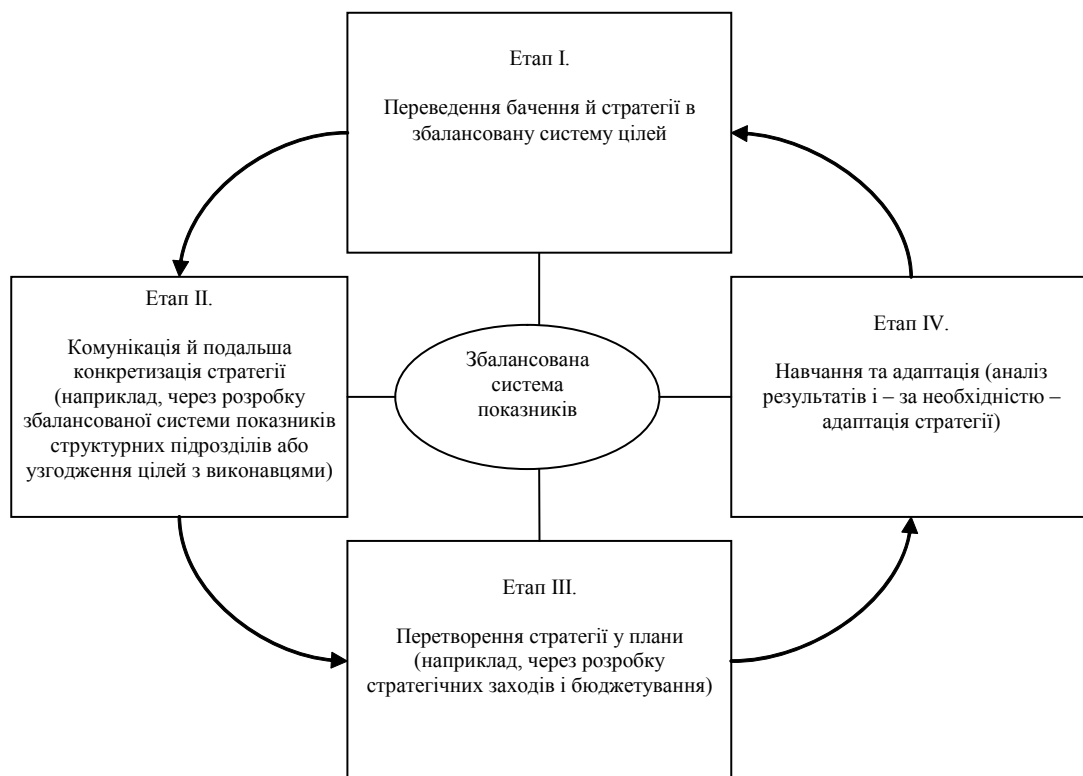 Етап I.
Переведення бачення й стратегії в
збалансовану систему цілей
Етап II.
Комунікація й подальша
конкретизація стратегії
(наприклад, через розробку
збалансованої системи показників
структурних підрозділів або
узгодження цілей з виконавцями)
Збалансована
система
показників
Етап IV.
Навчання та адаптація (аналіз
результатів і – за необхідністю –
адаптація стратегії)
Етап III.
Перетворення стратегії у плани
(наприклад, через розробку
стратегічних заходів і бюджетування)